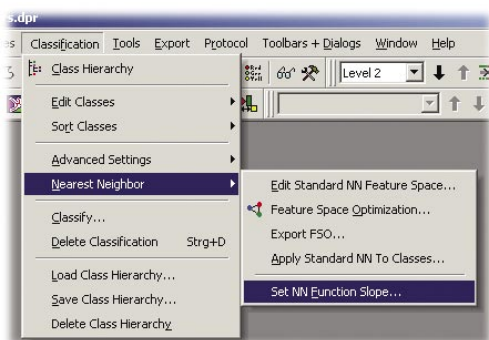 s.dpr
es Classification Tools Export Protocol Toolbars + Dialogs Window Help
Class Hierarchy
Level 2
Edit Classes
Sort Classes
Advanced Settings
Nearest Neighbor
Edit Standard NN Feature Space...
Feature Space Optimization...
Classify...
Export FSO...
Delete Classification Strg+D
Apply Standard NN To Classes...
Load Class Hierarchy...
Set NN Function Slope...
Save Class Hierarchy...
Delete Class Hierarchy